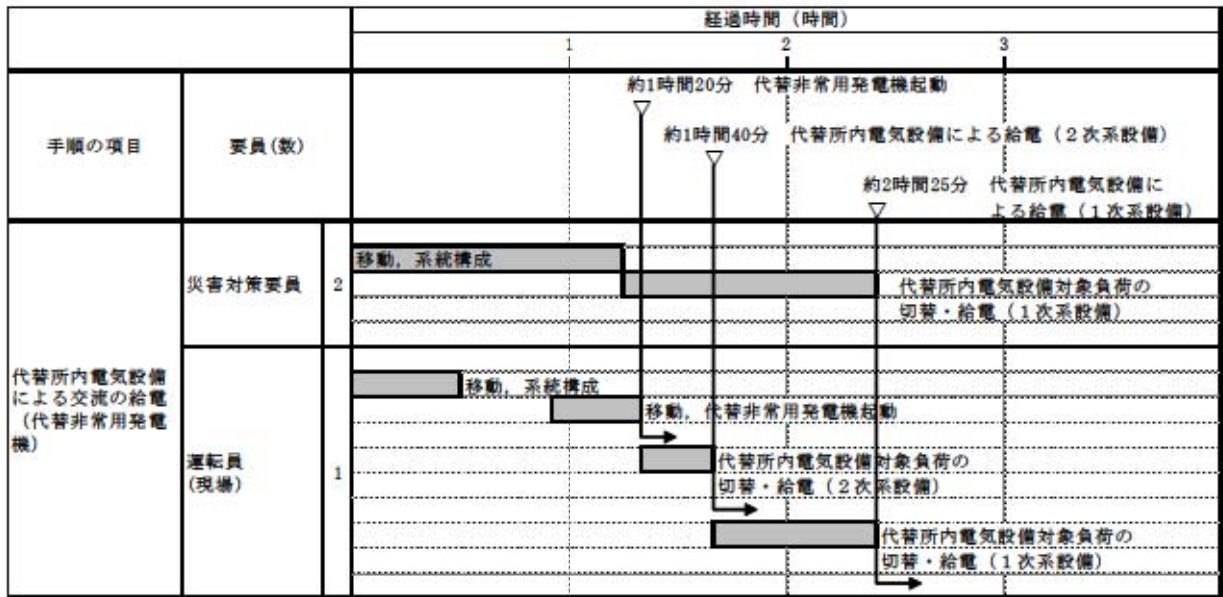 経過時間（時間）
1
2
3
手順の項目
要員(数)
約1時間20分　代替非常用発電機起動
約1時間40分　代替所内電気設備による給電（２次系設備）
約2時間25分　代替所内電気設備に
よる給電（１次系設備）
代替所内電気設備
による交流の給電
（代替非常用発電
機）
災害対策要員
2
移動，系統構成
代替所内電気設備対象負荷の
切替・給電（１次系設備）
運転員
(現場)
1
移動，系統構成
移動，代替非常用発電機起動
代替所内電気設備対象負荷の
切替・給電（２次系設備）
代替所内電気設備対象負荷の
切替・給電（１次系設備）